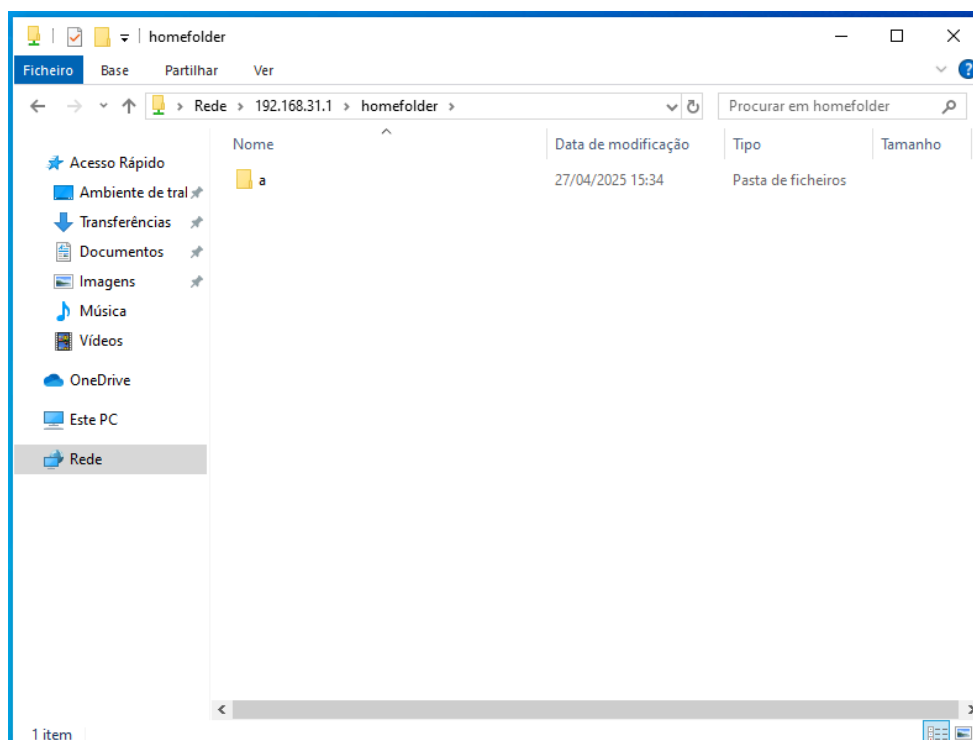 homefolder
Ficheiro Base Partilhar Ver
Rede > 192.168.31.1 > homefolder > Procurar em homefolder
Nome Data de modificação Tipo Tamanho
Acesso Rápido
Ambiente de tral
Transferências
Documentos
Imagens
Música
Vídeos
OneDrive
Este PC
Rede
a 27/04/2025 15:34 Pasta de ficheiros
1 item